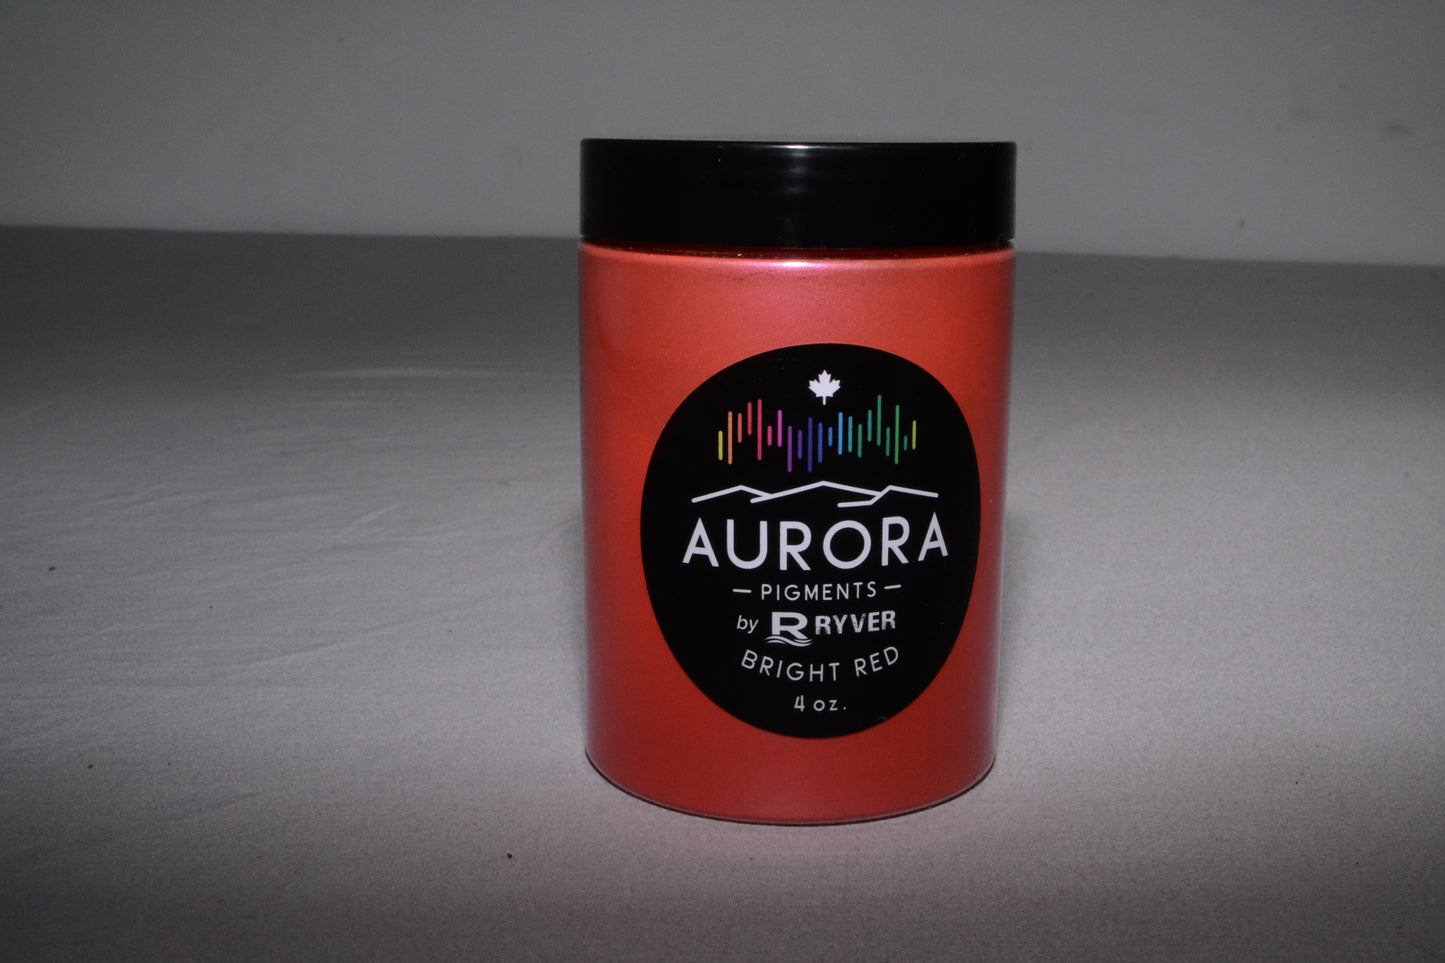 AURORA
— PIGMENTS —
by R RYVER
BRIGHT RED
4 oz.